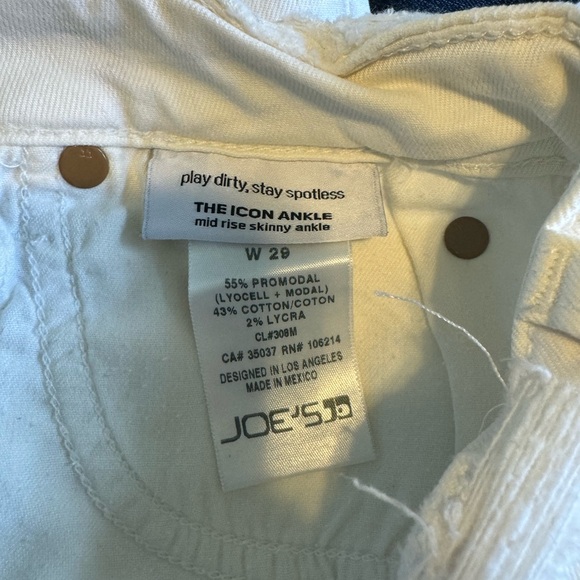 play dirty, stay spotless
THE ICON ANKLE
mid rise skinny ankle
W 29
55% PROMODAL
(LYOCELL + MODAL)
43% COTTON/COTON
2% LYCRA
CL#308M
CA# 35037 RN# 106214
DESIGNED IN LOS ANGELES
MADE IN MEXICO
JOE'S